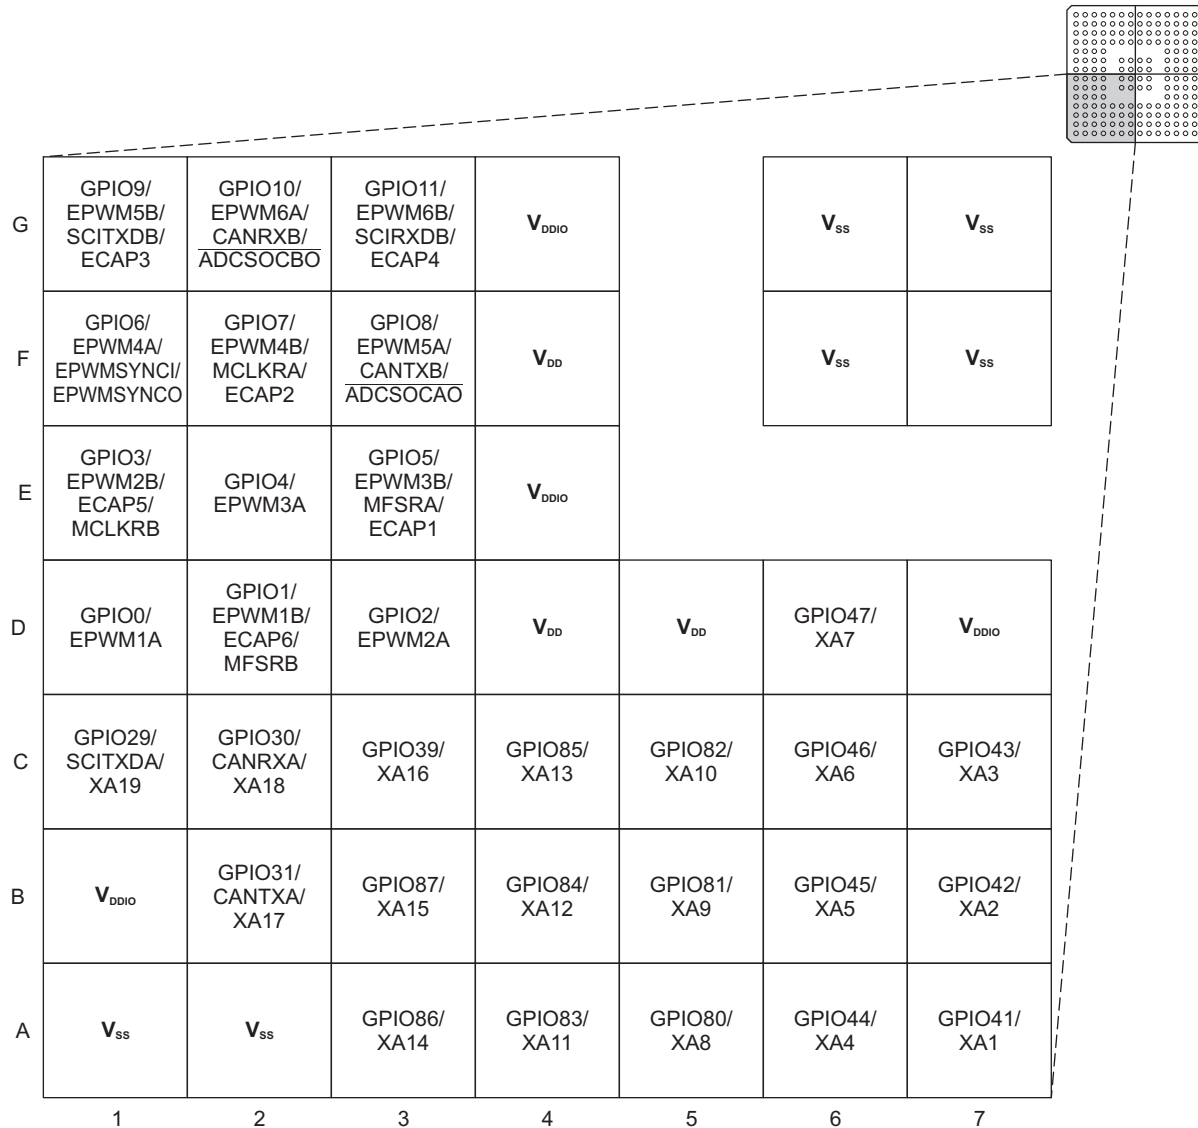 GPIO9/
EPWM5B/
SCITXDB/
ECAP3
GPIO10/
EPWM6A/
CANRXB/
ADCSOCBO
GPIO11/
EPWM6B/
SCIRXDB/
ECAP4
VDDIO
VSS
VSS
G
GPIO6/
EPWM4A/
EPWMSYNCI/
EPWMSYNCO
GPIO7/
EPWM4B/
MCLKRA/
ECAP2
GPIO8/
EPWM5A/
CANTXB/
ADCSOCAO
VDD
VSS
VSS
F
GPIO3/
EPWM2B/
ECAP5/
MCLKRB
GPIO4/
EPWM3A
GPIO5/
EPWM3B/
MFSRA/
ECAP1
VDDIO
E
GPIO0/
EPWM1A
GPIO1/
EPWM1B/
ECAP6/
MFSRB
GPIO2/
EPWM2A
VDD
VDD
GPIO47/
XA7
VDDIO
D
GPIO29/
SCITXDA/
XA19
GPIO30/
CANRXA/
XA18
GPIO39/
XA16
GPIO85/
XA13
GPIO82/
XA10
GPIO46/
XA6
GPIO43/
XA3
C
VDDIO
GPIO31/
CANTXA/
XA17
GPIO87/
XA15
GPIO84/
XA12
GPIO81/
XA9
GPIO45/
XA5
GPIO42/
XA2
B
VSS
VSS
GPIO86/
XA14
GPIO83/
XA11
GPIO80/
XA8
GPIO44/
XA4
GPIO41/
XA1
A
1 2 3 4 5 6 7